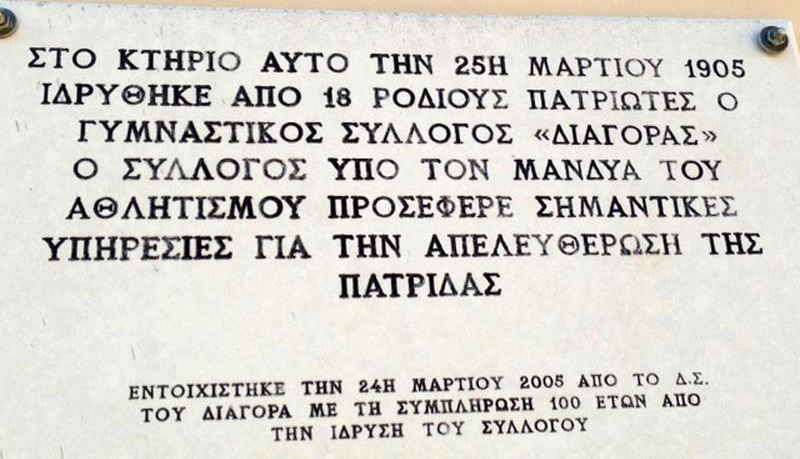 ΣΤΟ ΚΤΗΡΙΟ ΑΥΤΟ ΤΗΝ 25Η ΜΑΡΤΙΟΥ 1905
ΙΔΡΥΘΗΚΕ ΑΠΟ 18 ΡΟΔΙΟΥΣ ΠΑΤΡΙΩΤΕΣ Ο
ΓΥΜΝΑΣΤΙΚΟΣ ΣΥΛΛΟΓΟΣ «ΔΙΑΓΟΡΑΣ»
Ο ΣΥΛΛΟΓΟΣ ΥΠΟ ΤΟΝ ΜΑΝΔΥΑ ΤΟΥ
ΑΘΛΗΤΙΣΜΟΥ ΠΡΟΣΕΦΕΡΕ ΣΗΜΑΝΤΙΚΕΣ
ΥΠΗΡΕΣΙΕΣ ΓΙΑ ΤΗΝ ΑΠΕΛΕΥΘΕΡΩΣΗ ΤΗΣ
ΠΑΤΡΙΔΑΣ
ΕΝΤΟΙΧΙΣΤΗΚΕ ΤΗΝ 24Η ΜΑΡΤΙΟΥ 2005 ΑΠΟ ΤΟ Δ.Σ.
ΤΟΥ ΔΙΑΓΟΡΑ ΜΕ ΤΗ ΣΥΜΠΛΗΡΩΣΗ 100 ΕΤΩΝ ΑΠΟ
ΤΗΝ ΙΔΡΥΣΗ ΤΟΥ ΣΥΛΛΟΓΟΥ